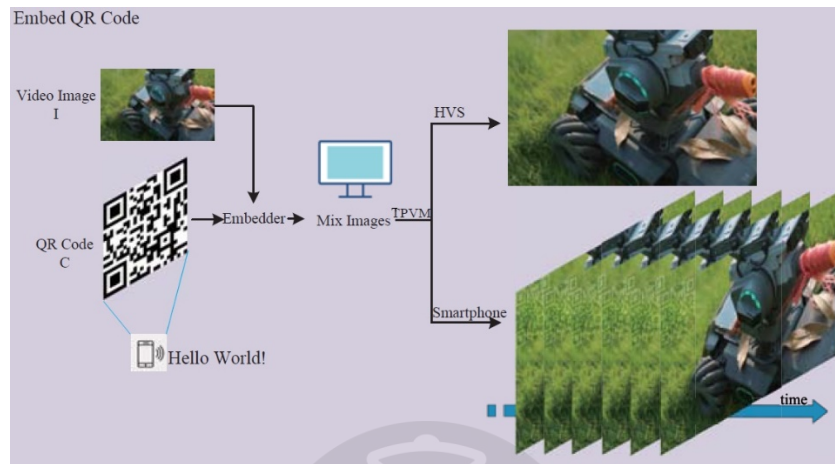 Embed QR Code
Video Image
I
HVS
Embedder
Mix Images
TPVM
QR Code
C
Smartphone
Hello World!
time